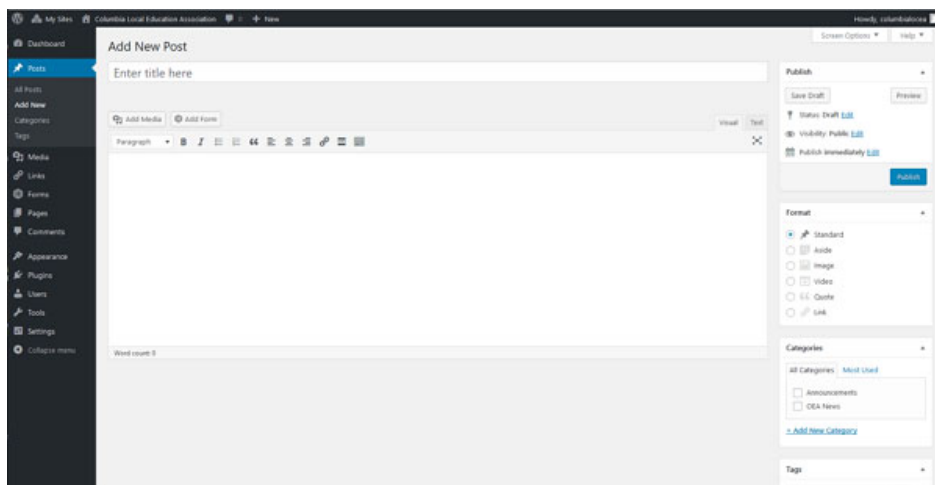 My Sites Columbia Local Education Association + New Howdy, columbialocea
Screen Options Help
Dashboard
Posts
All Posts
Add New
Categories
Tags
Media
Links
Forms
Pages
Comments
Appearance
Plugins
Users
Tools
Settings
Collapse menu
Add New Post
Enter title here
Add Media Add Form
Visual Text
Paragraph B I
Word count: 0
Publish
Save Draft Preview
Status: Draft Edit
Visibility: Public Edit
Publish immediately Edit
Publish
Format
Standard
Aside
Image
Video
Quote
Link
Categories
All Categories Most Used
Announcements
OEA News
+ Add New Category
Tags